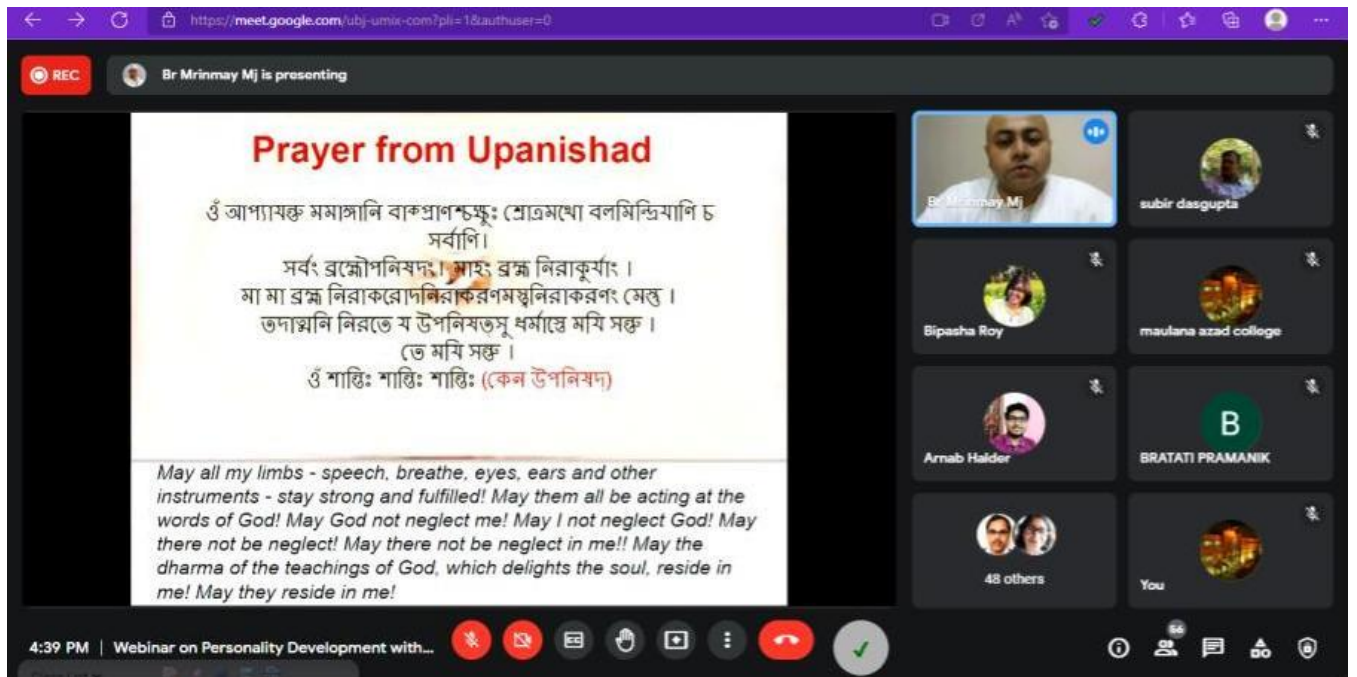 https://meet.google.com/ubj-umix-com?pli=1&authuser=0
REC
Br Mrinmay Mj is presenting
Prayer from Upanishad
ওঁ আপ্যাযন্তু মমাঙ্গানি বাক্প্রাণশ্চক্ষুঃ শ্রোত্রমথো বলমিন্দ্রিযাণি চ
সর্বাণি।
সর্বং ব্রহ্মৌপনিষদং। মাহং ব্রহ্ম নিরাকুর্যাং ।
মা মা ব্রহ্ম নিরাকরোদনিরাকরণমস্ত্বনিরাকরণং মেস্তু ।
তদাত্মনি নিরতে য উপনিষত্সু ধর্মাস্তে মযি সন্তু ।
তে মযি সন্তু ।
ওঁ শান্তিঃ শান্তিঃ শান্তিঃ (কেন উপনিষদ)
May all my limbs - speech, breathe, eyes, ears and other
instruments - stay strong and fulfilled! May them all be acting at the
words of God! May God not neglect me! May I not neglect God! May
there not be neglect! May there not be neglect in me!! May the
dharma of the teachings of God, which delights the soul, reside in
me! May they reside in me!
Br Mrinmay Mj
subir dasgupta
Bipasha Roy
maulana azad college
Arnab Halder
B
BRATATI PRAMANIK
48 others
You
4:39 PM | Webinar on Personality Development with...
56